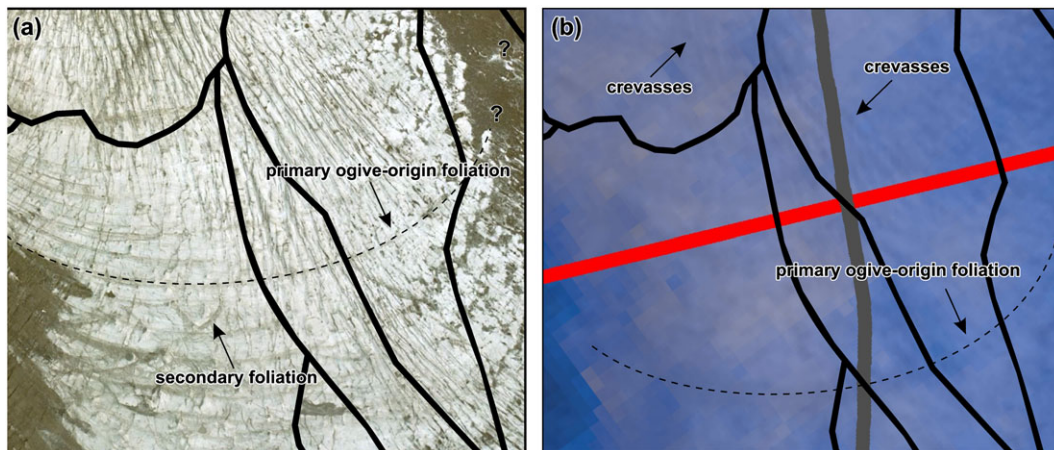 (a)
?
?
primary ogive-origin foliation
secondary foliation
(b)
crevasses
crevasses
primary ogive-origin foliation